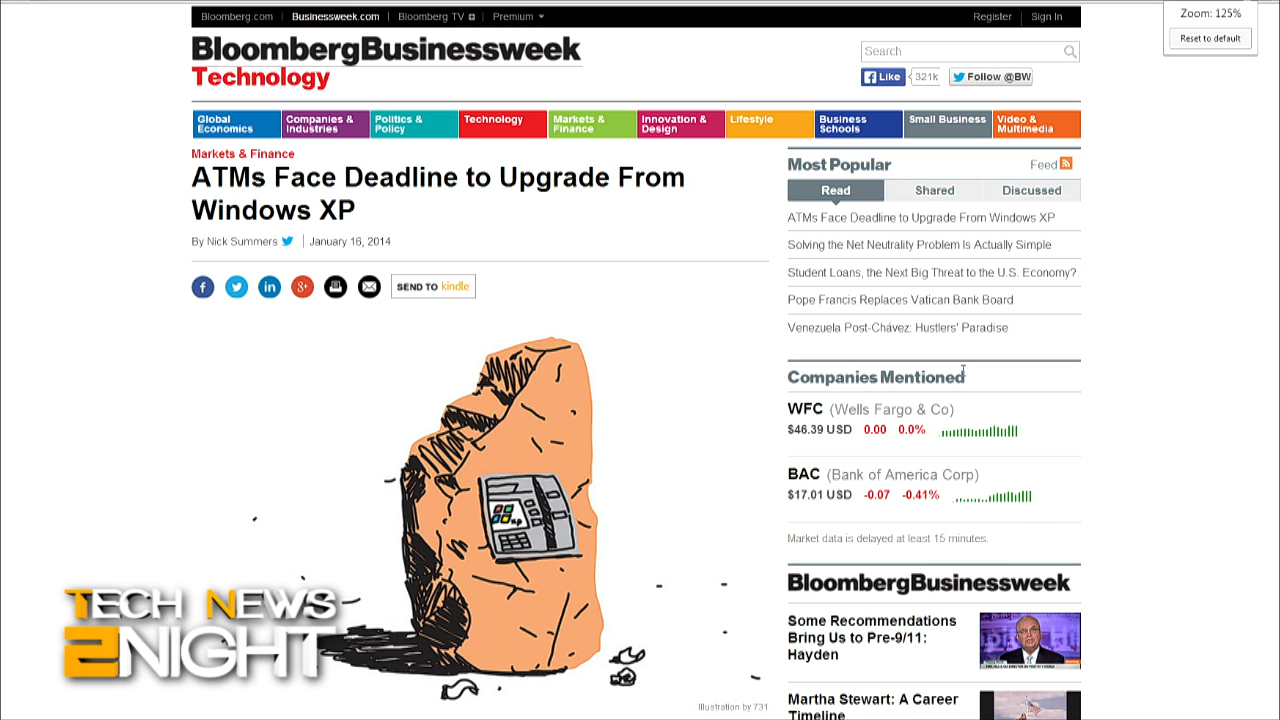 Bloomberg.com Businessweek.com Bloomberg TV Premium Register Sign In
Zoom: 125%
Reset to default
BloombergBusinessweek
Technology
Search
Like 321k Follow @BW
Global Economics
Companies & Industries
Politics & Policy
Technology
Markets & Finance
Innovation & Design
Lifestyle
Business Schools
Small Business
Video & Multimedia
Markets & Finance
ATMs Face Deadline to Upgrade From
Windows XP
By Nick Summers January 16, 2014
SEND TO kindle
Most Popular Feed
Read Shared Discussed
ATMs Face Deadline to Upgrade From Windows XP
Solving the Net Neutrality Problem Is Actually Simple
Student Loans, the Next Big Threat to the U.S. Economy?
Pope Francis Replaces Vatican Bank Board
Venezuela Post-Chávez: Hustlers' Paradise
Companies Mentioned
WFC (Wells Fargo & Co)
$46.39 USD 0.00 0.0%
BAC (Bank of America Corp)
$17.01 USD -0.07 -0.41%
Market data is delayed at least 15 minutes.
BloombergBusinessweek
Some Recommendations
Bring Us to Pre-9/11:
Hayden
Martha Stewart: A Career
Timeline
xp
TECH NEWS
2NIGHT
Illustration by 731